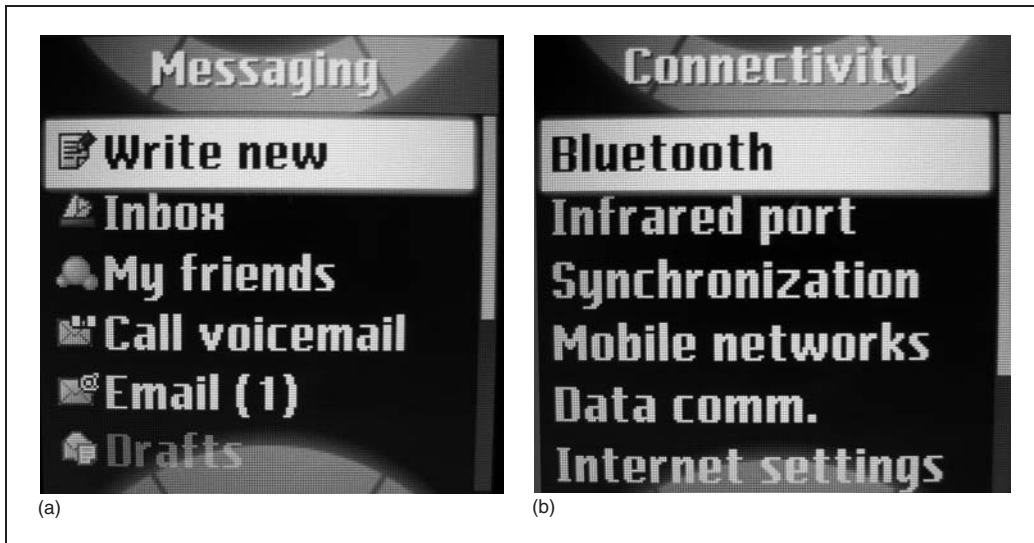 Messaging
Write new
Inbox
My friends
Call voicemail
Email (1)
Drafts
(a)
Connectivity
Bluetooth
Infrared port
Synchronization
Mobile networks
Data comm.
Internet settings
(b)